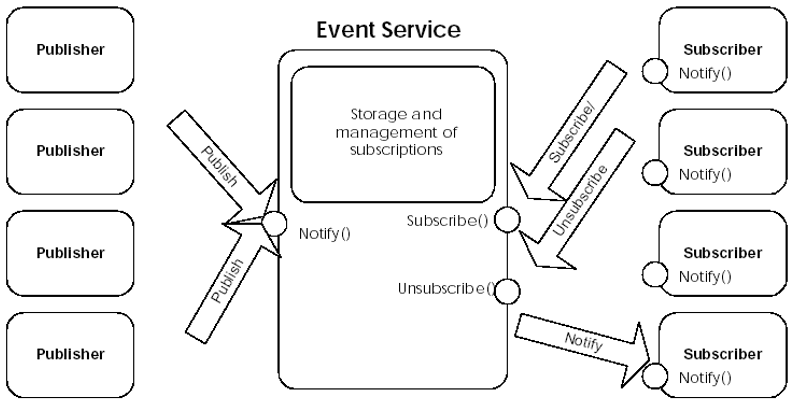 Event Service
Publisher
Publisher
Publisher
Publisher
Publish
Publish
Storage and
management of
subscriptions
Notify()
Subscribe()
Unsubscribe()
Subscribe/
Unsubscribe
Notify
Subscriber
Notify()
Subscriber
Notify()
Subscriber
Notify()
Subscriber
Notify()